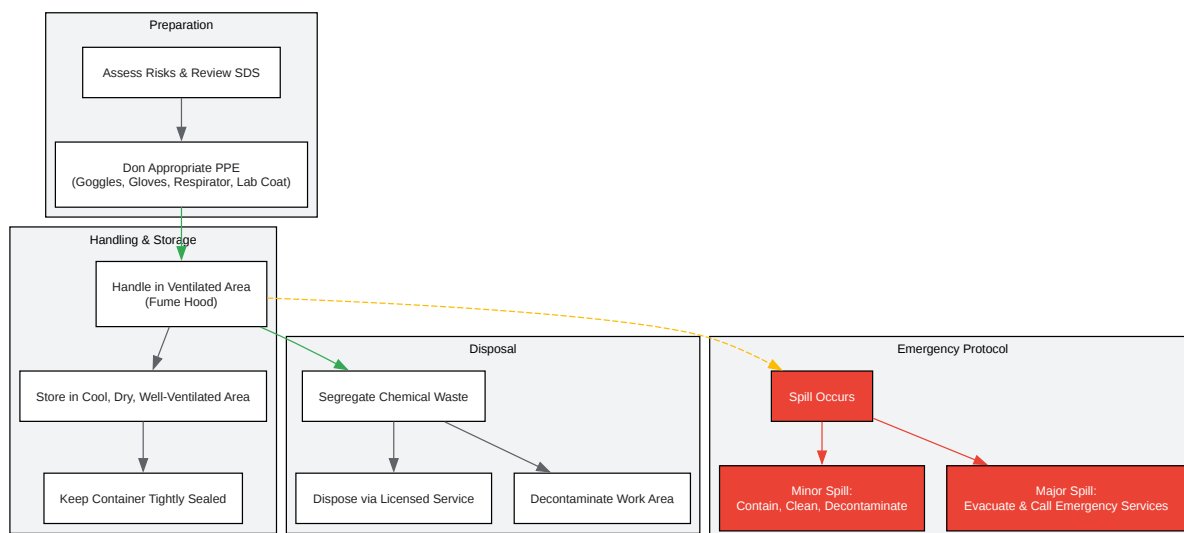 Preparation
Assess Risks & Review SDS
Don Appropriate PPE
(Goggles, Gloves, Respirator, Lab Coat)
Handling & Storage
Handle in Ventilated Area
(Fume Hood)
Store in Cool, Dry, Well-Ventilated Area
Keep Container Tightly Sealed
Disposal
Segregate Chemical Waste
Dispose via Licensed Service
Decontaminate Work Area
Emergency Protocol
Spill Occurs
Minor Spill:
Contain, Clean, Decontaminate
Major Spill:
Evacuate & Call Emergency Services